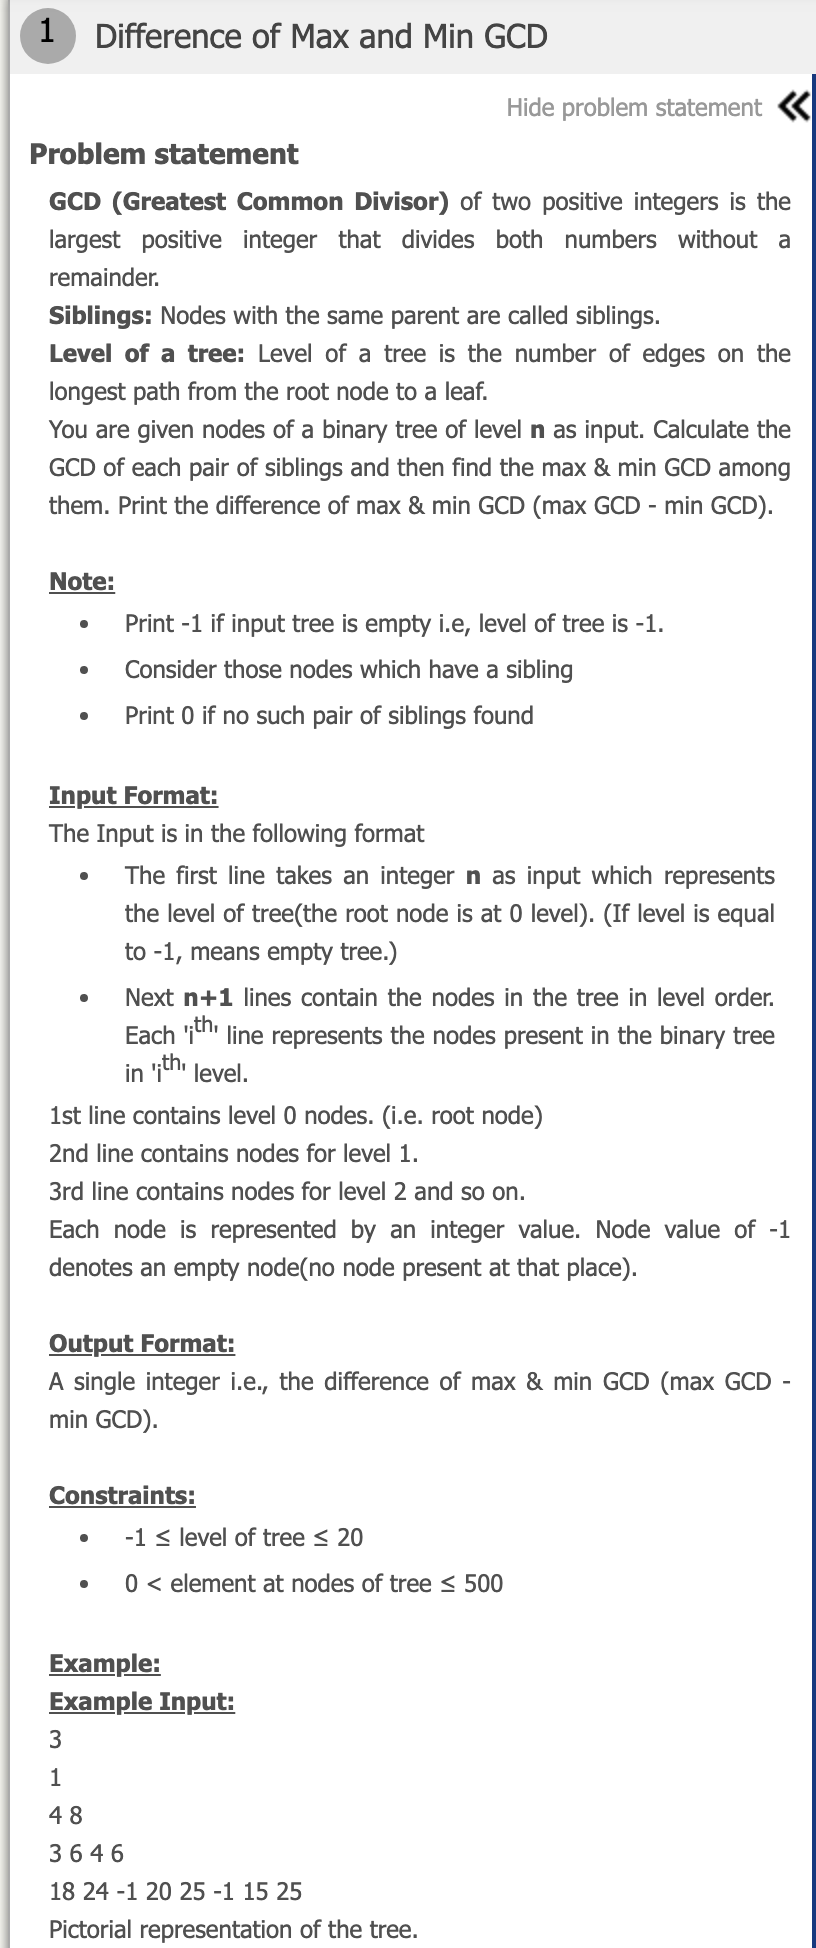 1 Difference of Max and Min GCD
Hide problem statement
Problem statement
GCD (Greatest Common Divisor) of two positive integers is the
largest positive integer that divides both numbers without a
remainder.
Siblings: Nodes with the same parent are called siblings.
Level of a tree: Level of a tree is the number of edges on the
longest path from the root node to a leaf.
You are given nodes of a binary tree of level n as input. Calculate the
GCD of each pair of siblings and then find the max & min GCD among
them. Print the difference of max & min GCD (max GCD - min GCD).
Note:
• Print -1 if input tree is empty i.e, level of tree is -1.
• Consider those nodes which have a sibling
• Print 0 if no such pair of siblings found
Input Format:
The Input is in the following format
• The first line takes an integer n as input which represents
the level of tree(the root node is at 0 level). (If level is equal
to -1, means empty tree.)
• Next n+1 lines contain the nodes in the tree in level order.
Each 'ith' line represents the nodes present in the binary tree
in 'ith' level.
1st line contains level 0 nodes. (i.e. root node)
2nd line contains nodes for level 1.
3rd line contains nodes for level 2 and so on.
Each node is represented by an integer value. Node value of -1
denotes an empty node(no node present at that place).
Output Format:
A single integer i.e., the difference of max & min GCD (max GCD -
min GCD).
Constraints:
• -1 ≤ level of tree ≤ 20
• 0 < element at nodes of tree ≤ 500
Example:
Example Input:
3
1
4 8
3 6 4 6
18 24 -1 20 25 -1 15 25
Pictorial representation of the tree.